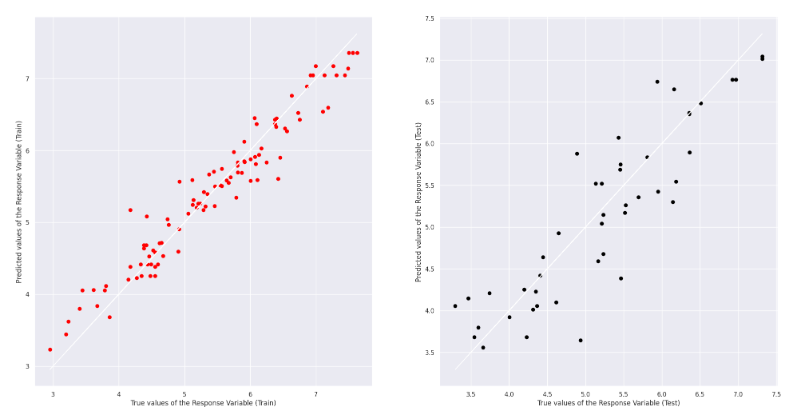 Predicted values of the Response Variable (Train)
7
6
5
4
3
3 4 5 6 7
True values of the Response Variable (Train)
Predicted values of the Response Variable (Test)
7.5
7.0
6.5
6.0
5.5
5.0
4.5
4.0
3.5
3.5 4.0 4.5 5.0 5.5 6.0 6.5 7.0 7.5
True values of the Response Variable (Test)